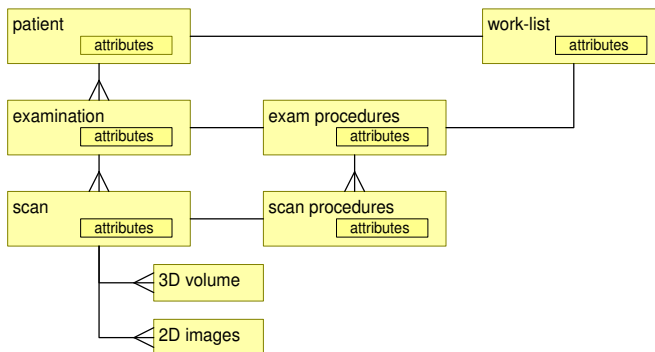 patient
attributes
work-list
attributes
examination
attributes
exam procedures
attributes
scan
attributes
scan procedures
attributes
3D volume
2D images